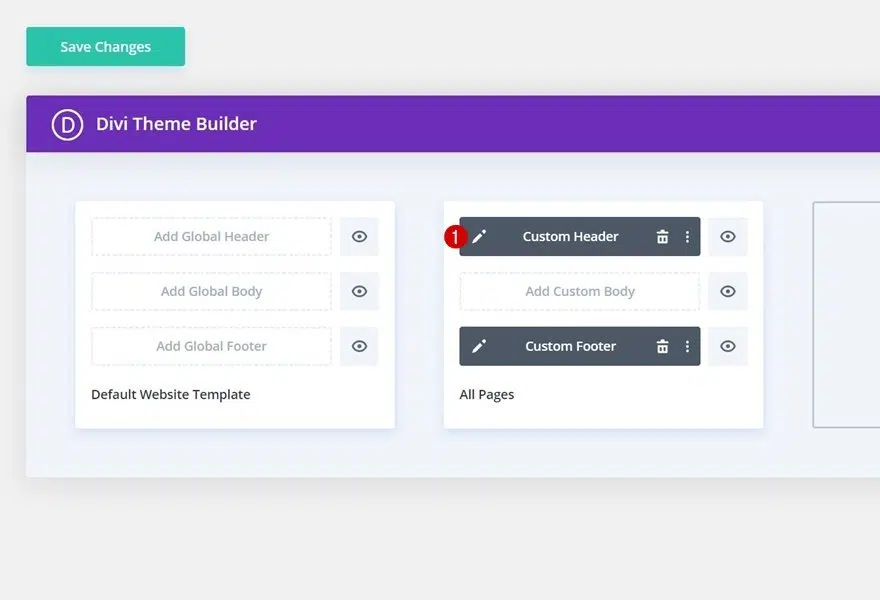 Save Changes
D Divi Theme Builder
Add Global Header
Add Global Body
Add Global Footer
Default Website Template
1 Custom Header
Add Custom Body
Custom Footer
All Pages